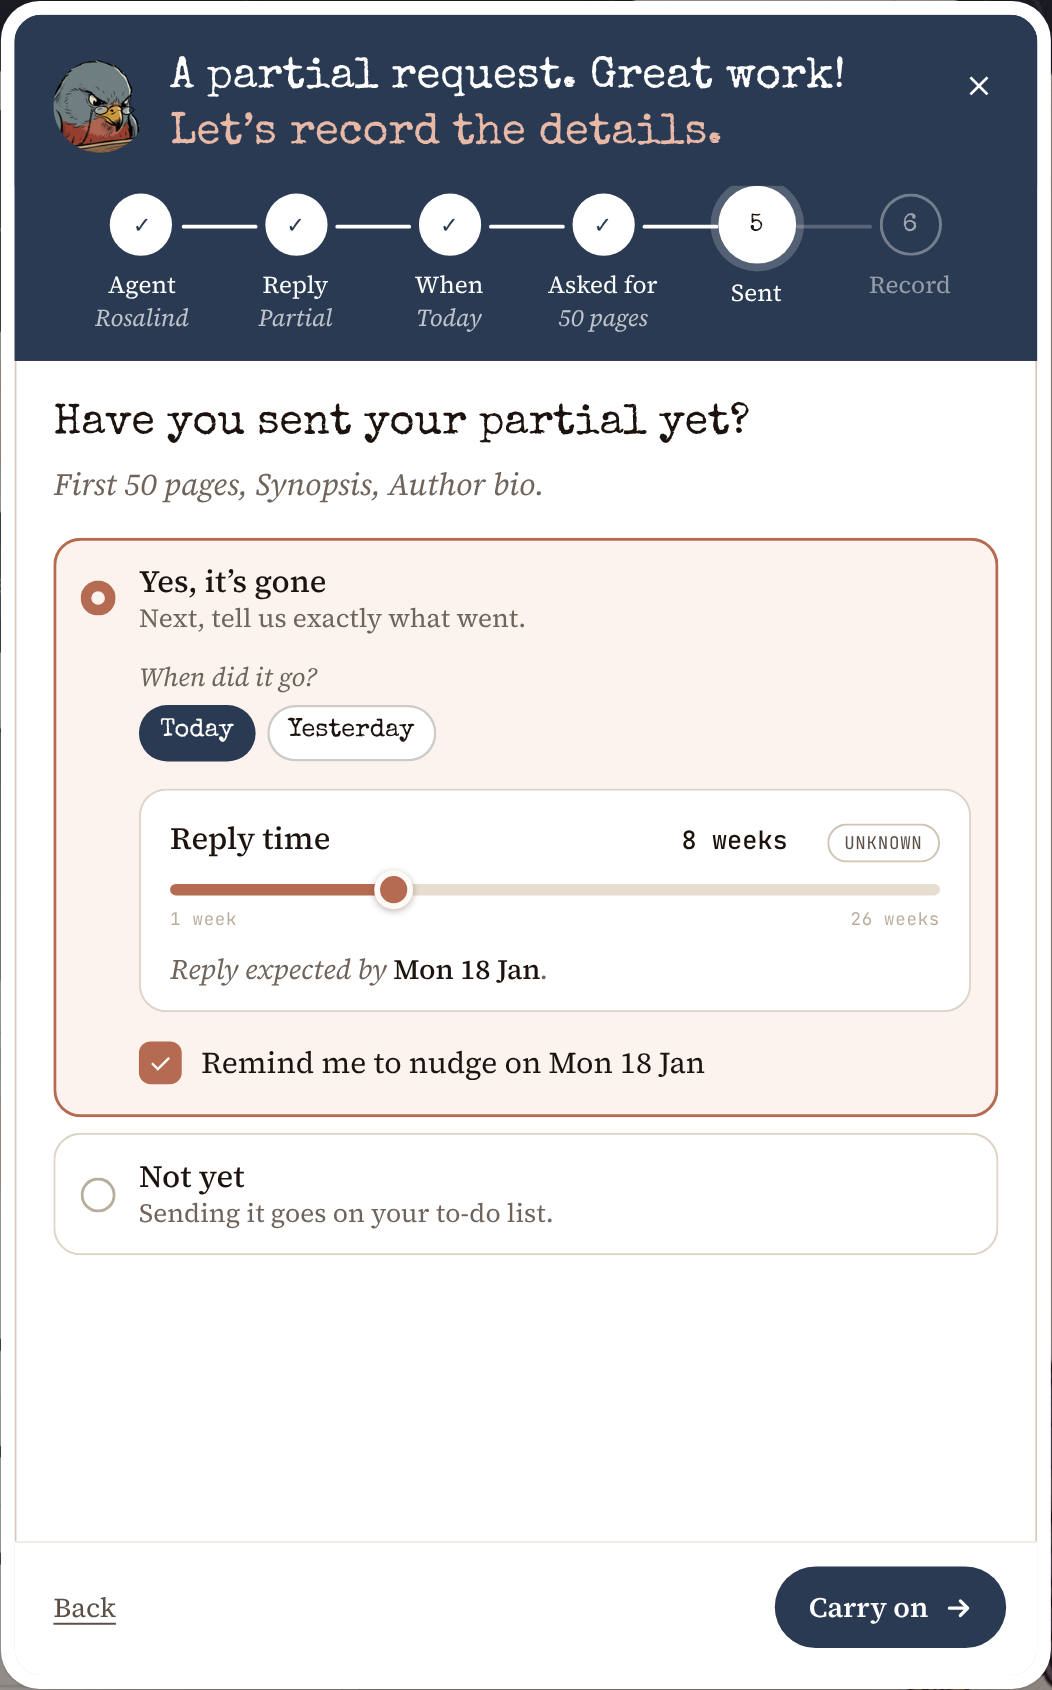 A partial request. Great work!
Let's record the details.
✓ ✓ ✓ ✓ 5 6
Agent Reply When Asked for Sent Record
Rosalind Partial Today 50 pages
Have you sent your partial yet?
First 50 pages, Synopsis, Author bio.
Yes, it's gone
Next, tell us exactly what went.
When did it go?
Today Yesterday
Reply time 8 weeks UNKNOWN
1 week 26 weeks
Reply expected by Mon 18 Jan.
Remind me to nudge on Mon 18 Jan
Not yet
Sending it goes on your to-do list.
Back Carry on →